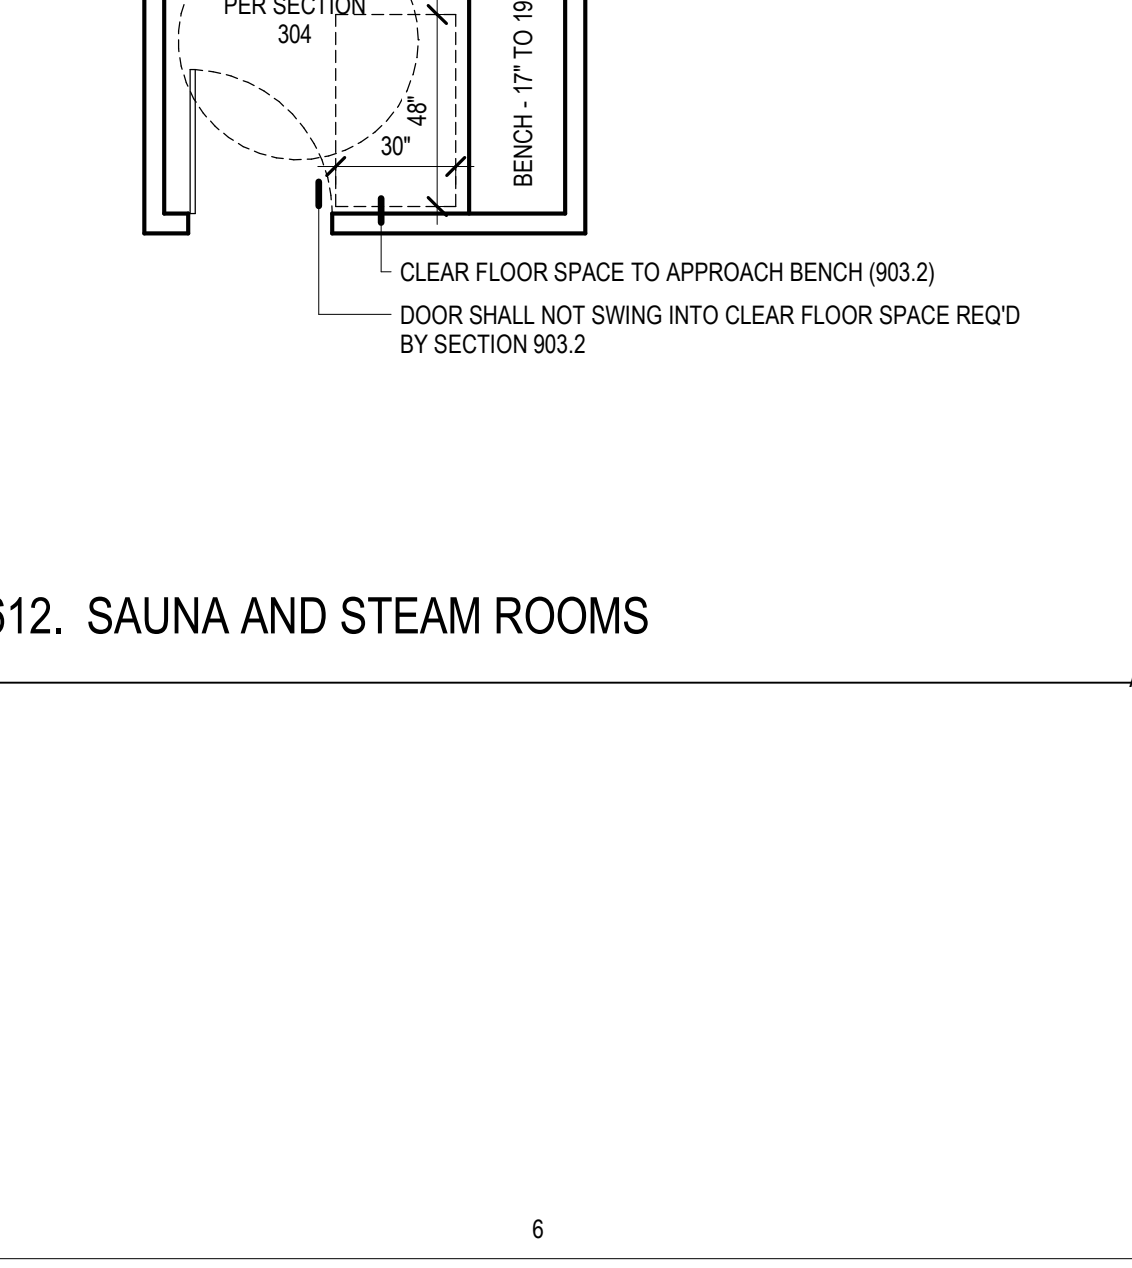 PER SECTION
304
48"
30"
BENCH - 17" TO 19
CLEAR FLOOR SPACE TO APPROACH BENCH (903.2)
DOOR SHALL NOT SWING INTO CLEAR FLOOR SPACE REQ'D
BY SECTION 903.2
612. SAUNA AND STEAM ROOMS
6